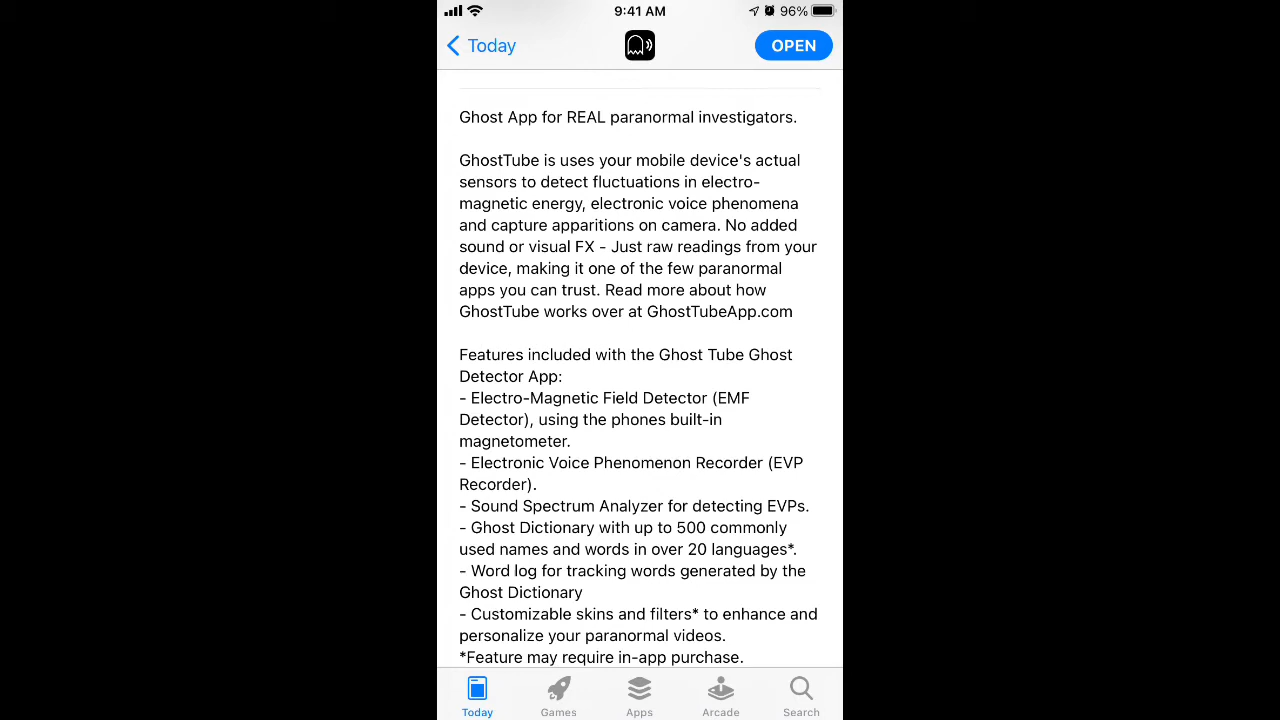 9:41 AM
96%
Today
OPEN
Ghost App for REAL paranormal investigators.
GhostTube is uses your mobile device's actual
sensors to detect fluctuations in electro-
magnetic energy, electronic voice phenomena
and capture apparitions on camera. No added
sound or visual FX - Just raw readings from your
device, making it one of the few paranormal
apps you can trust. Read more about how
GhostTube works over at GhostTubeApp.com
Features included with the Ghost Tube Ghost
Detector App:
- Electro-Magnetic Field Detector (EMF
Detector), using the phones built-in
magnetometer.
- Electronic Voice Phenomenon Recorder (EVP
Recorder).
- Sound Spectrum Analyzer for detecting EVPs.
- Ghost Dictionary with up to 500 commonly
used names and words in over 20 languages*.
- Word log for tracking words generated by the
Ghost Dictionary
- Customizable skins and filters* to enhance and
personalize your paranormal videos.
*Feature may require in-app purchase.
Today
Games
Apps
Arcade
Search